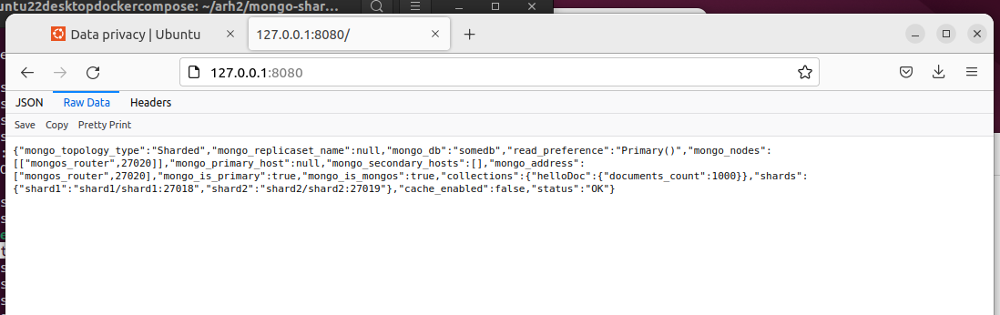 untu22desktopdockercompose: ~/arh2/mongo-shar...
Data privacy | Ubuntu
127.0.0.1:8080/
127.0.0.1:8080
JSON
Raw Data
Headers
Save
Copy
Pretty Print
{"mongo_topology_type":"Sharded","mongo_replicaset_name":null,"mongo_db":"somedb","read_preference":"Primary()","mongo_nodes":
[["mongos_router",27020]],"mongo_primary_host":null,"mongo_secondary_hosts":[],"mongo_address":
["mongos_router",27020],"mongo_is_primary":true,"mongo_is_mongos":true,"collections":{"helloDoc":{"documents_count":1000}},"shards":
{"shard1":"shard1/shard1:27018","shard2":"shard2/shard2:27019"},"cache_enabled":false,"status":"OK"}